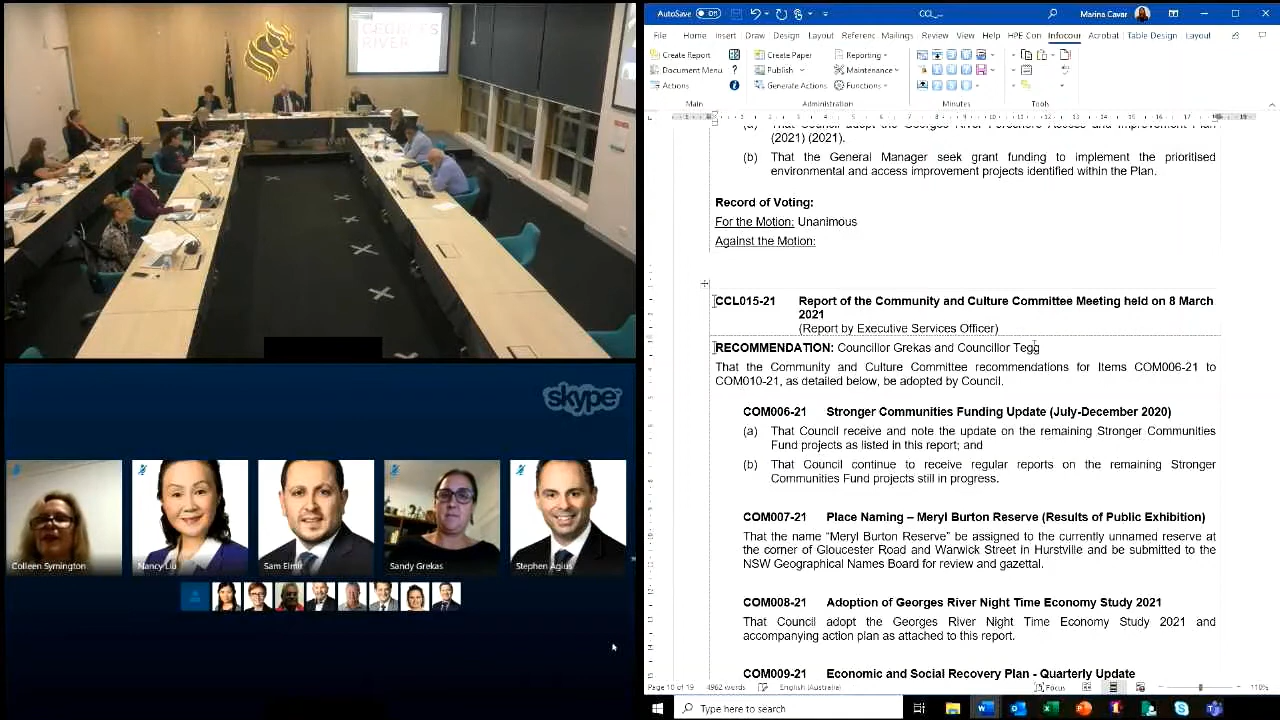 GEORGES
RIVER
skype
Colleen Symington
Nancy Liu
Sam Elmir
Sandy Grekas
Stephen Agius
AutoSave Off
CCL_...
Marina Cavar
File Home Insert Draw Design Layout Referenc Mailings Review View Help HPE Con Infocour Acrobat Table Design Layout
Create Report
Document Menu
Actions
Main
Create Paper
Publish
Generate Actions
Reporting
Maintenance
Functions
Administration
Minutes
Tools
(2021) (2021).
(b) That the General Manager seek grant funding to implement the prioritised
environmental and access improvement projects identified within the Plan.
Record of Voting:
For the Motion: Unanimous
Against the Motion:
CCL015-21 Report of the Community and Culture Committee Meeting held on 8 March
2021
(Report by Executive Services Officer)
RECOMMENDATION: Councillor Grekas and Councillor Tegg
That the Community and Culture Committee recommendations for Items COM006-21 to
COM010-21, as detailed below, be adopted by Council.
COM006-21 Stronger Communities Funding Update (July-December 2020)
(a) That Council receive and note the update on the remaining Stronger Communities
Fund projects as listed in this report; and
(b) That Council continue to receive regular reports on the remaining Stronger
Communities Fund projects still in progress.
COM007-21 Place Naming – Meryl Burton Reserve (Results of Public Exhibition)
That the name “Meryl Burton Reserve” be assigned to the currently unnamed reserve at
the corner of Gloucester Road and Warwick Street in Hurstville and be submitted to the
NSW Geographical Names Board for review and gazettal.
COM008-21 Adoption of Georges River Night Time Economy Study 2021
That Council adopt the Georges River Night Time Economy Study 2021 and
accompanying action plan as attached to this report.
COM009-21 Economic and Social Recovery Plan - Quarterly Update
Page 10 of 19 4962 words English (Australia) Focus 110%
Type here to search